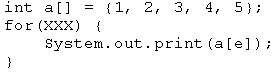 int a[] = {1, 2, 3, 4, 5};
for(XXX) {
    System.out.print(a[e]);
}